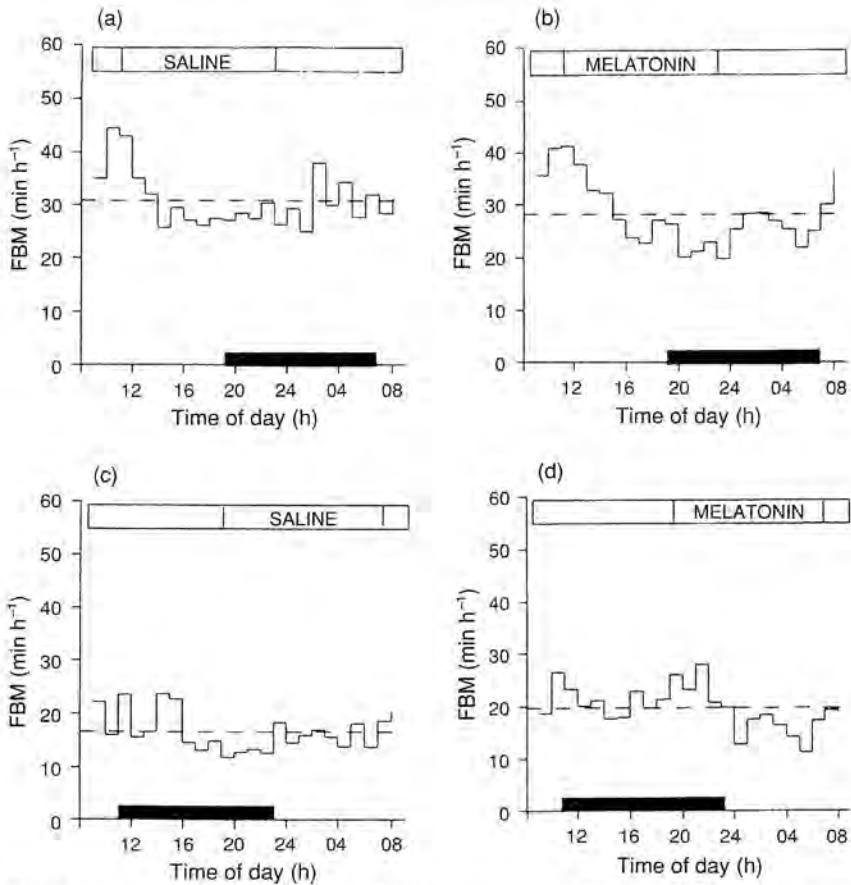 (a)
SALINE
FBM (min h⁻¹)
60
50
40
30
20
10
0
12 16 20 24 04 08
Time of day (h)
(b)
MELATONIN
FBM (min h⁻¹)
60
50
40
30
20
10
0
12 16 20 24 04 08
Time of day (h)
(c)
SALINE
FBM (min h⁻¹)
60
50
40
30
20
10
0
12 16 20 24 04 08
Time of day (h)
(d)
MELATONIN
FBM (min h⁻¹)
60
50
40
30
20
10
0
12 16 20 24 04 08
Time of day (h)